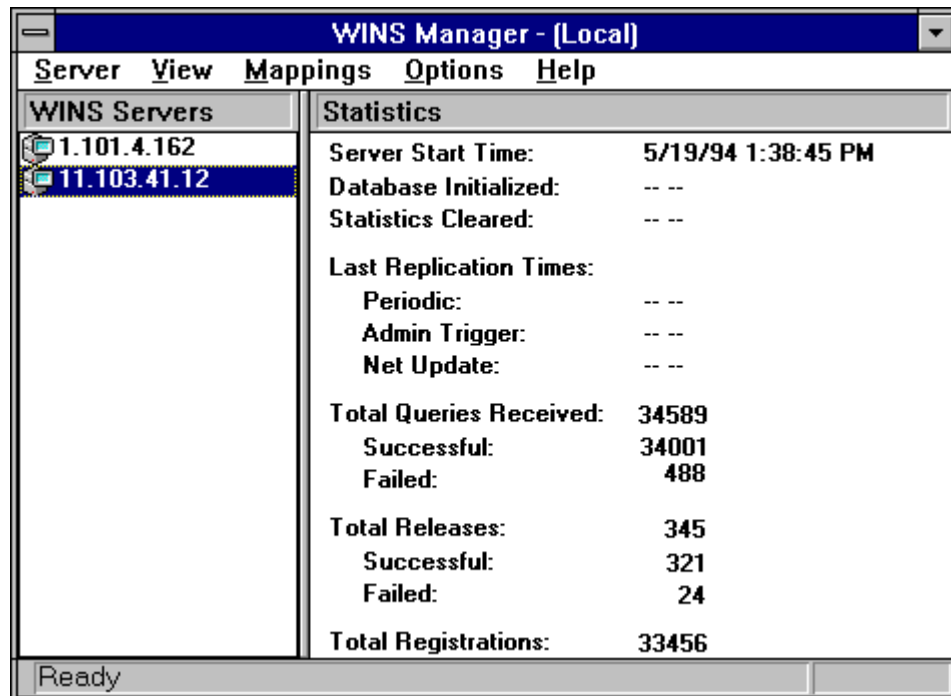 WINS Manager - (Local)
Server View Mappings Options Help
WINS Servers
1.101.4.162
11.103.41.12
Statistics
Server Start Time: 5/19/94 1:38:45 PM
Database Initialized: -- --
Statistics Cleared: -- --
Last Replication Times:
Periodic: -- --
Admin Trigger: -- --
Net Update: -- --
Total Queries Received: 34589
Successful: 34001
Failed: 488
Total Releases: 345
Successful: 321
Failed: 24
Total Registrations: 33456
Ready